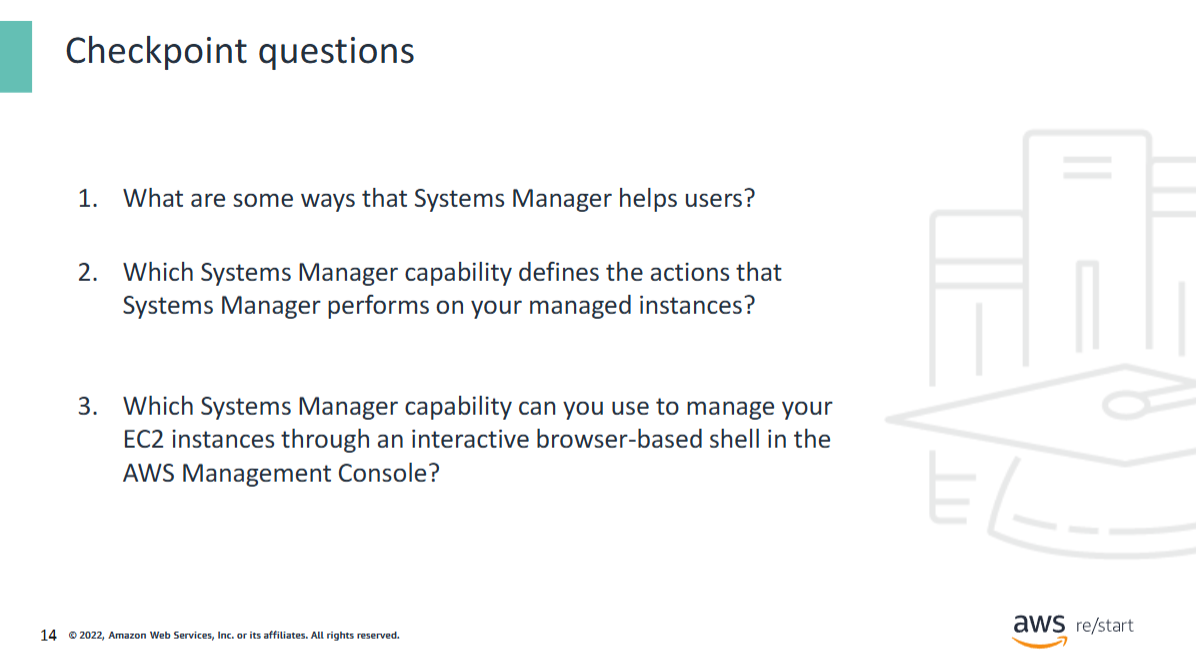 Checkpoint questions
1. What are some ways that Systems Manager helps users?
2. Which Systems Manager capability defines the actions that
Systems Manager performs on your managed instances?
3. Which Systems Manager capability can you use to manage your
EC2 instances through an interactive browser-based shell in the
AWS Management Console?
14 © 2022, Amazon Web Services, Inc. or its affiliates. All rights reserved.
aws re/start